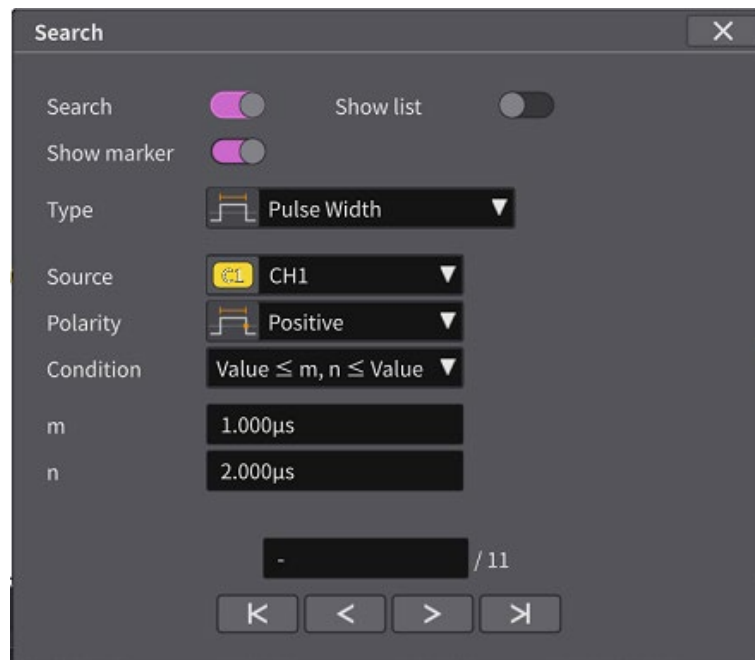 Search
Search Show list
Show marker
Type Pulse Width
Source C1 CH1
Polarity Positive
Condition Value ≤ m, n ≤ Value
m 1.000µs
n 2.000µs
- / 11